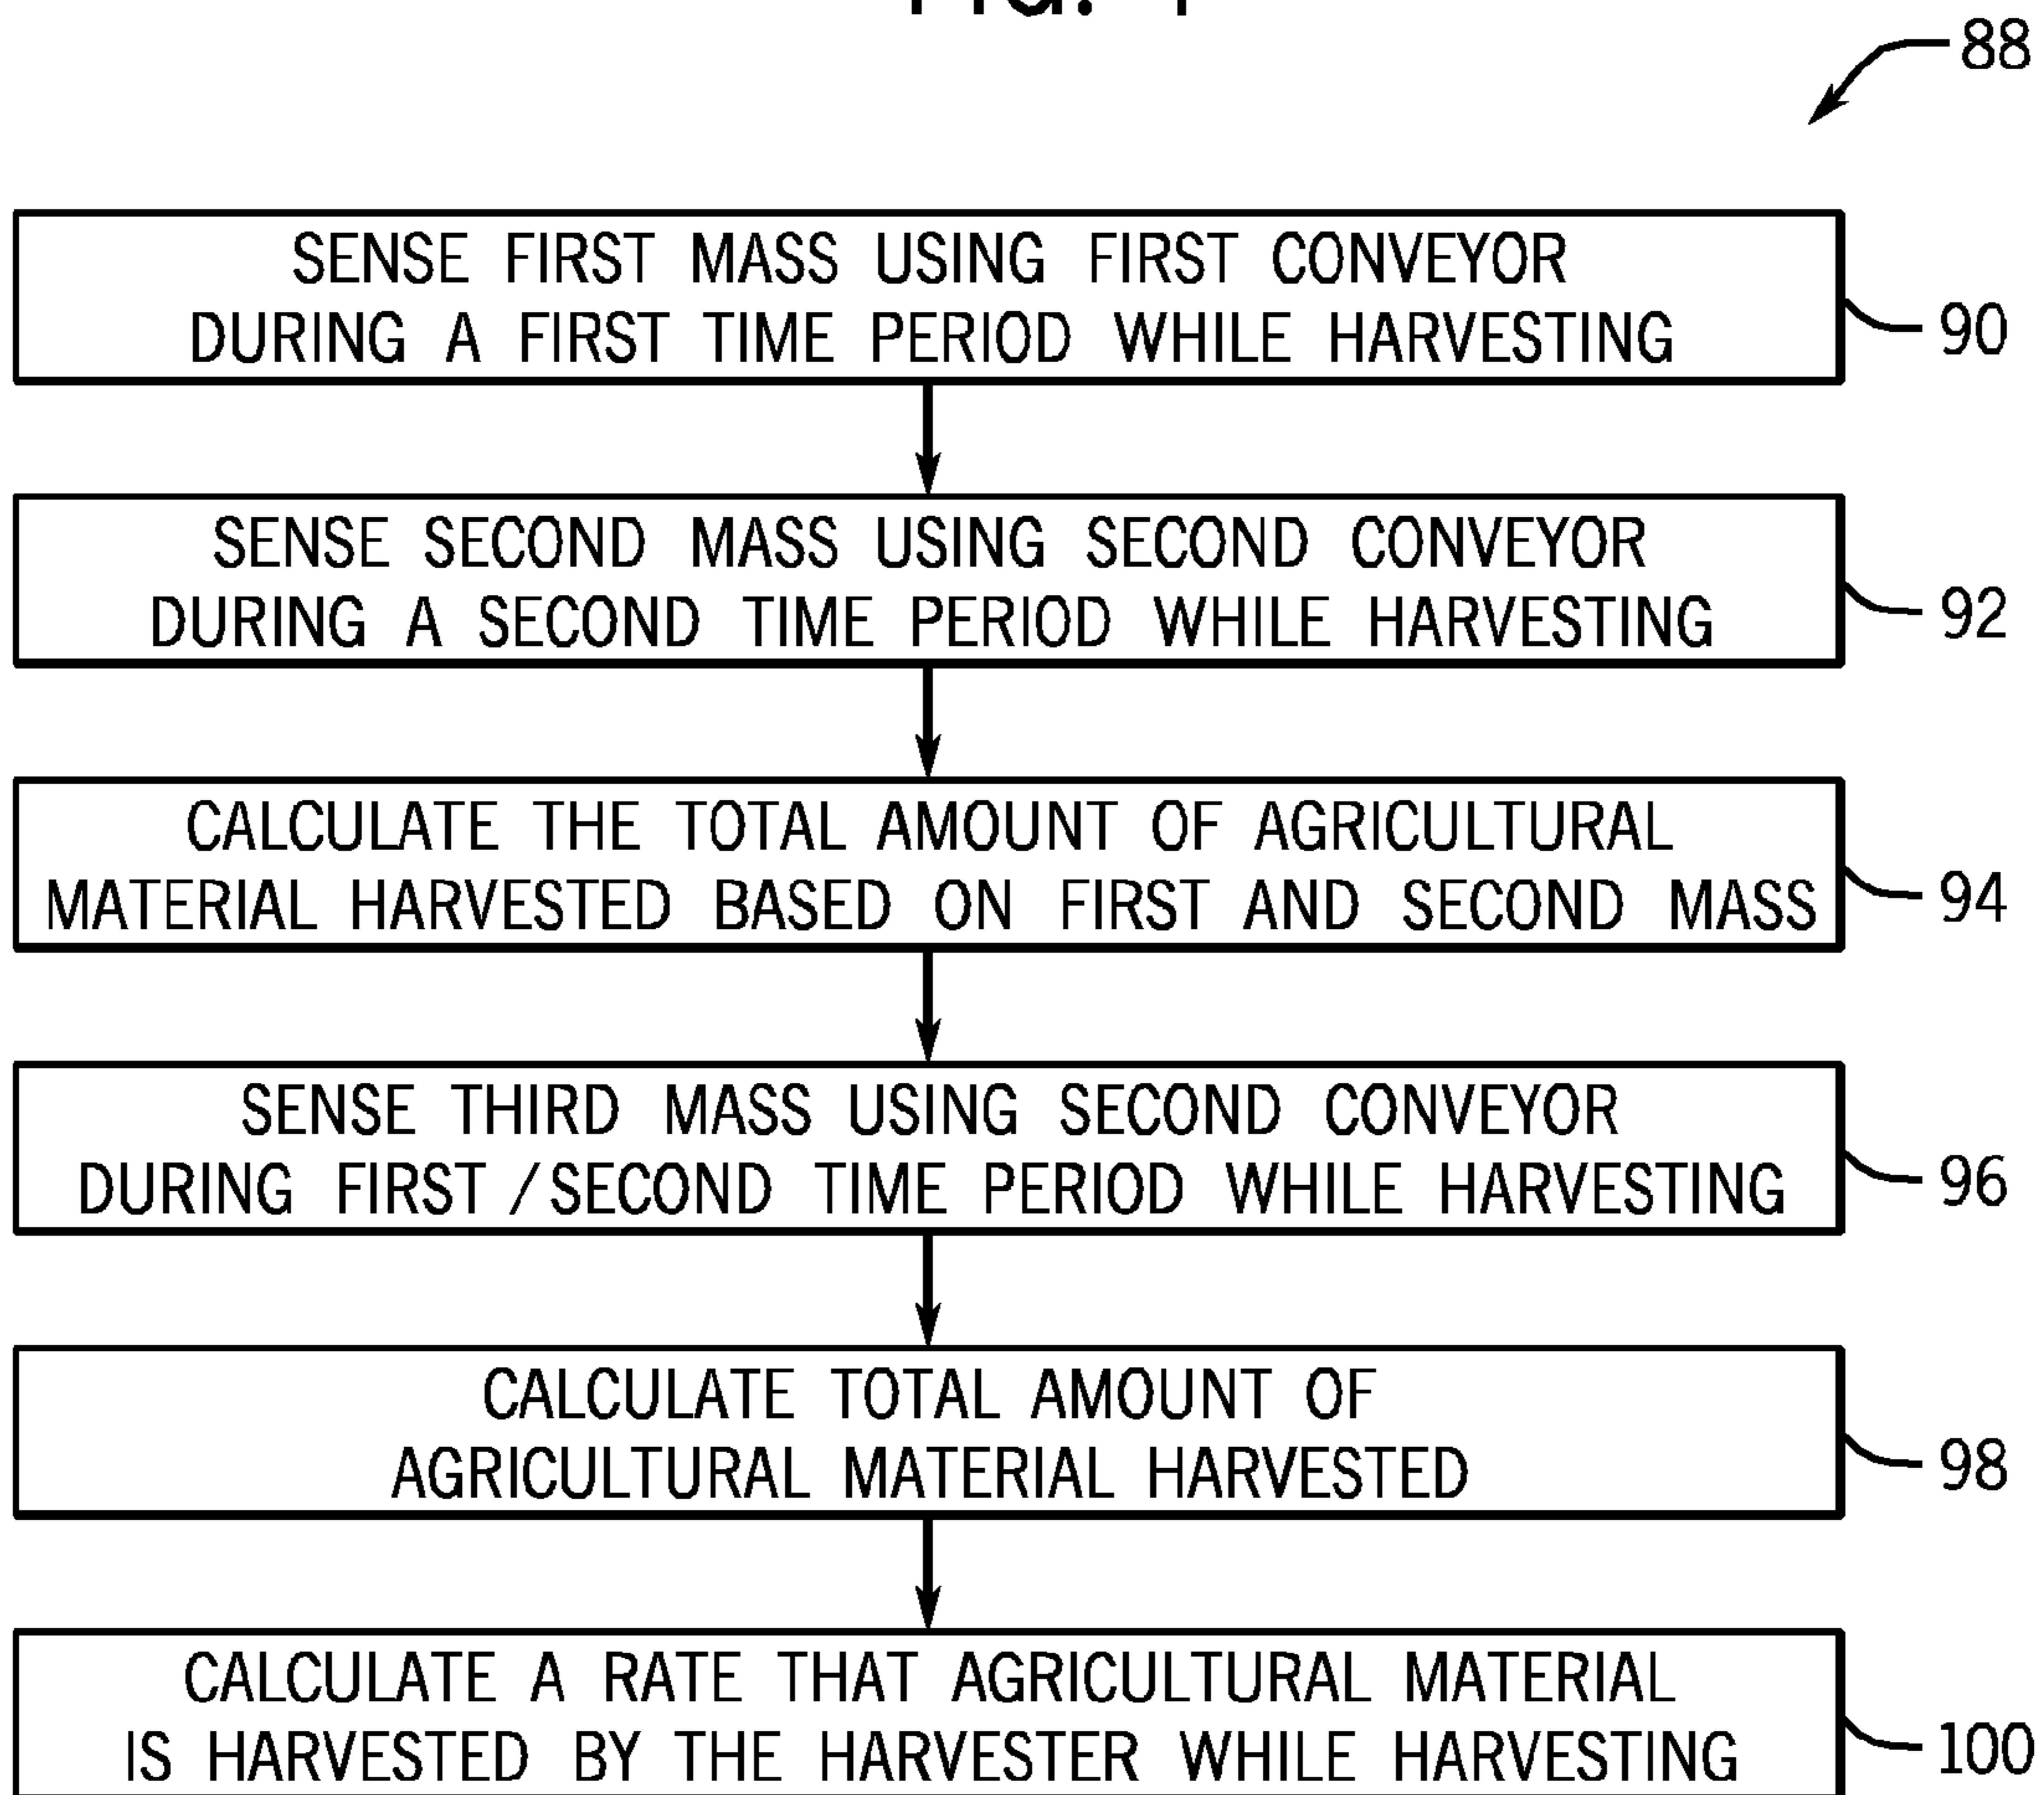 88
SENSE FIRST MASS USING FIRST CONVEYOR
DURING A FIRST TIME PERIOD WHILE HARVESTING
90
SENSE SECOND MASS USING SECOND CONVEYOR
DURING A SECOND TIME PERIOD WHILE HARVESTING
92
CALCULATE THE TOTAL AMOUNT OF AGRICULTURAL
MATERIAL HARVESTED BASED ON FIRST AND SECOND MASS
94
SENSE THIRD MASS USING SECOND CONVEYOR
DURING FIRST/SECOND TIME PERIOD WHILE HARVESTING
96
CALCULATE TOTAL AMOUNT OF
AGRICULTURAL MATERIAL HARVESTED
98
CALCULATE A RATE THAT AGRICULTURAL MATERIAL
IS HARVESTED BY THE HARVESTER WHILE HARVESTING
100